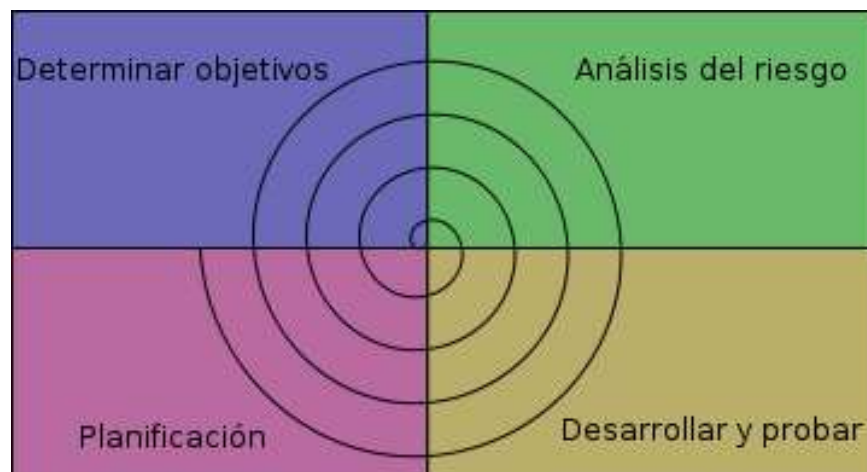 Determinar objetivos
Análisis del riesgo
Planificación
Desarrollar y probar